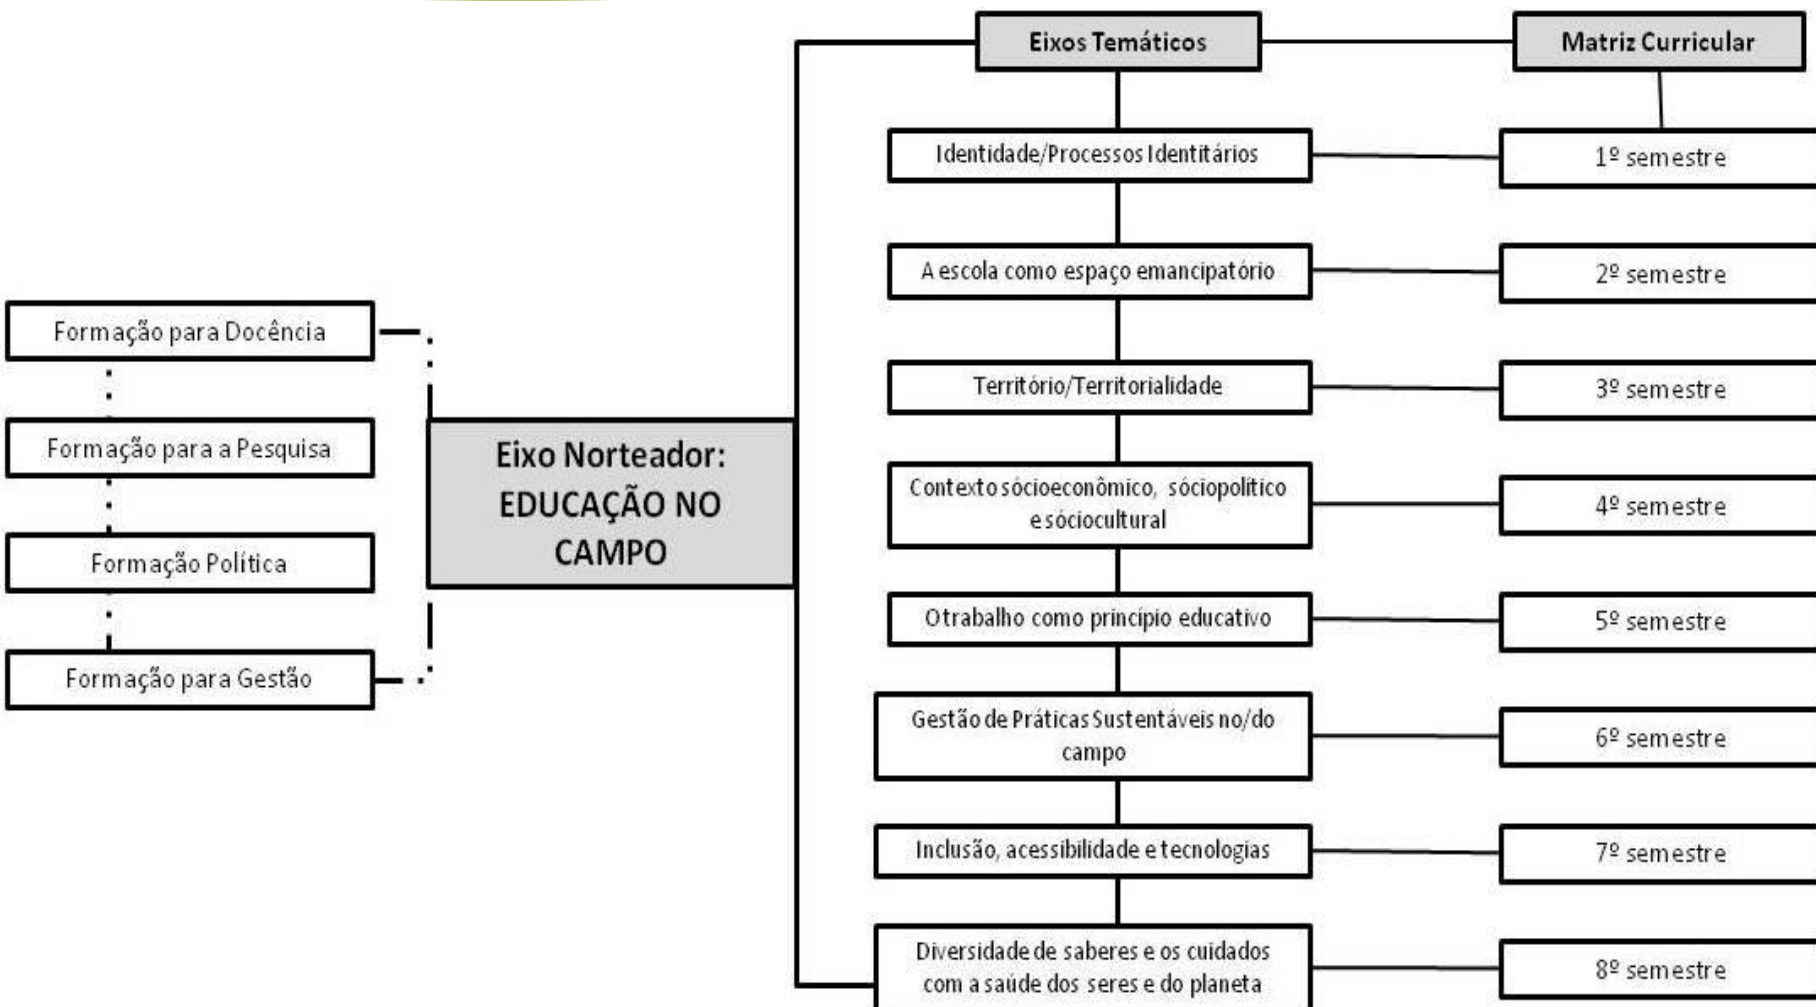 Eixos Temáticos
Matriz Curricular
Identidade/Processos Identitários
1º semestre
A escola como espaço emancipatório
2º semestre
Território/Territorialidade
3º semestre
Contexto sócioeconômico, sóciopolítico
e sóciocultural
4º semestre
O trabalho como princípio educativo
5º semestre
Gestão de Práticas Sustentáveis no/do
campo
6º semestre
Inclusão, acessibilidade e tecnologias
7º semestre
Diversidade de saberes e os cuidados
com a saúde dos seres e do planeta
8º semestre
Eixo Norteador:
EDUCAÇÃO NO
CAMPO
Formação para Docência
Formação para a Pesquisa
Formação Política
Formação para Gestão